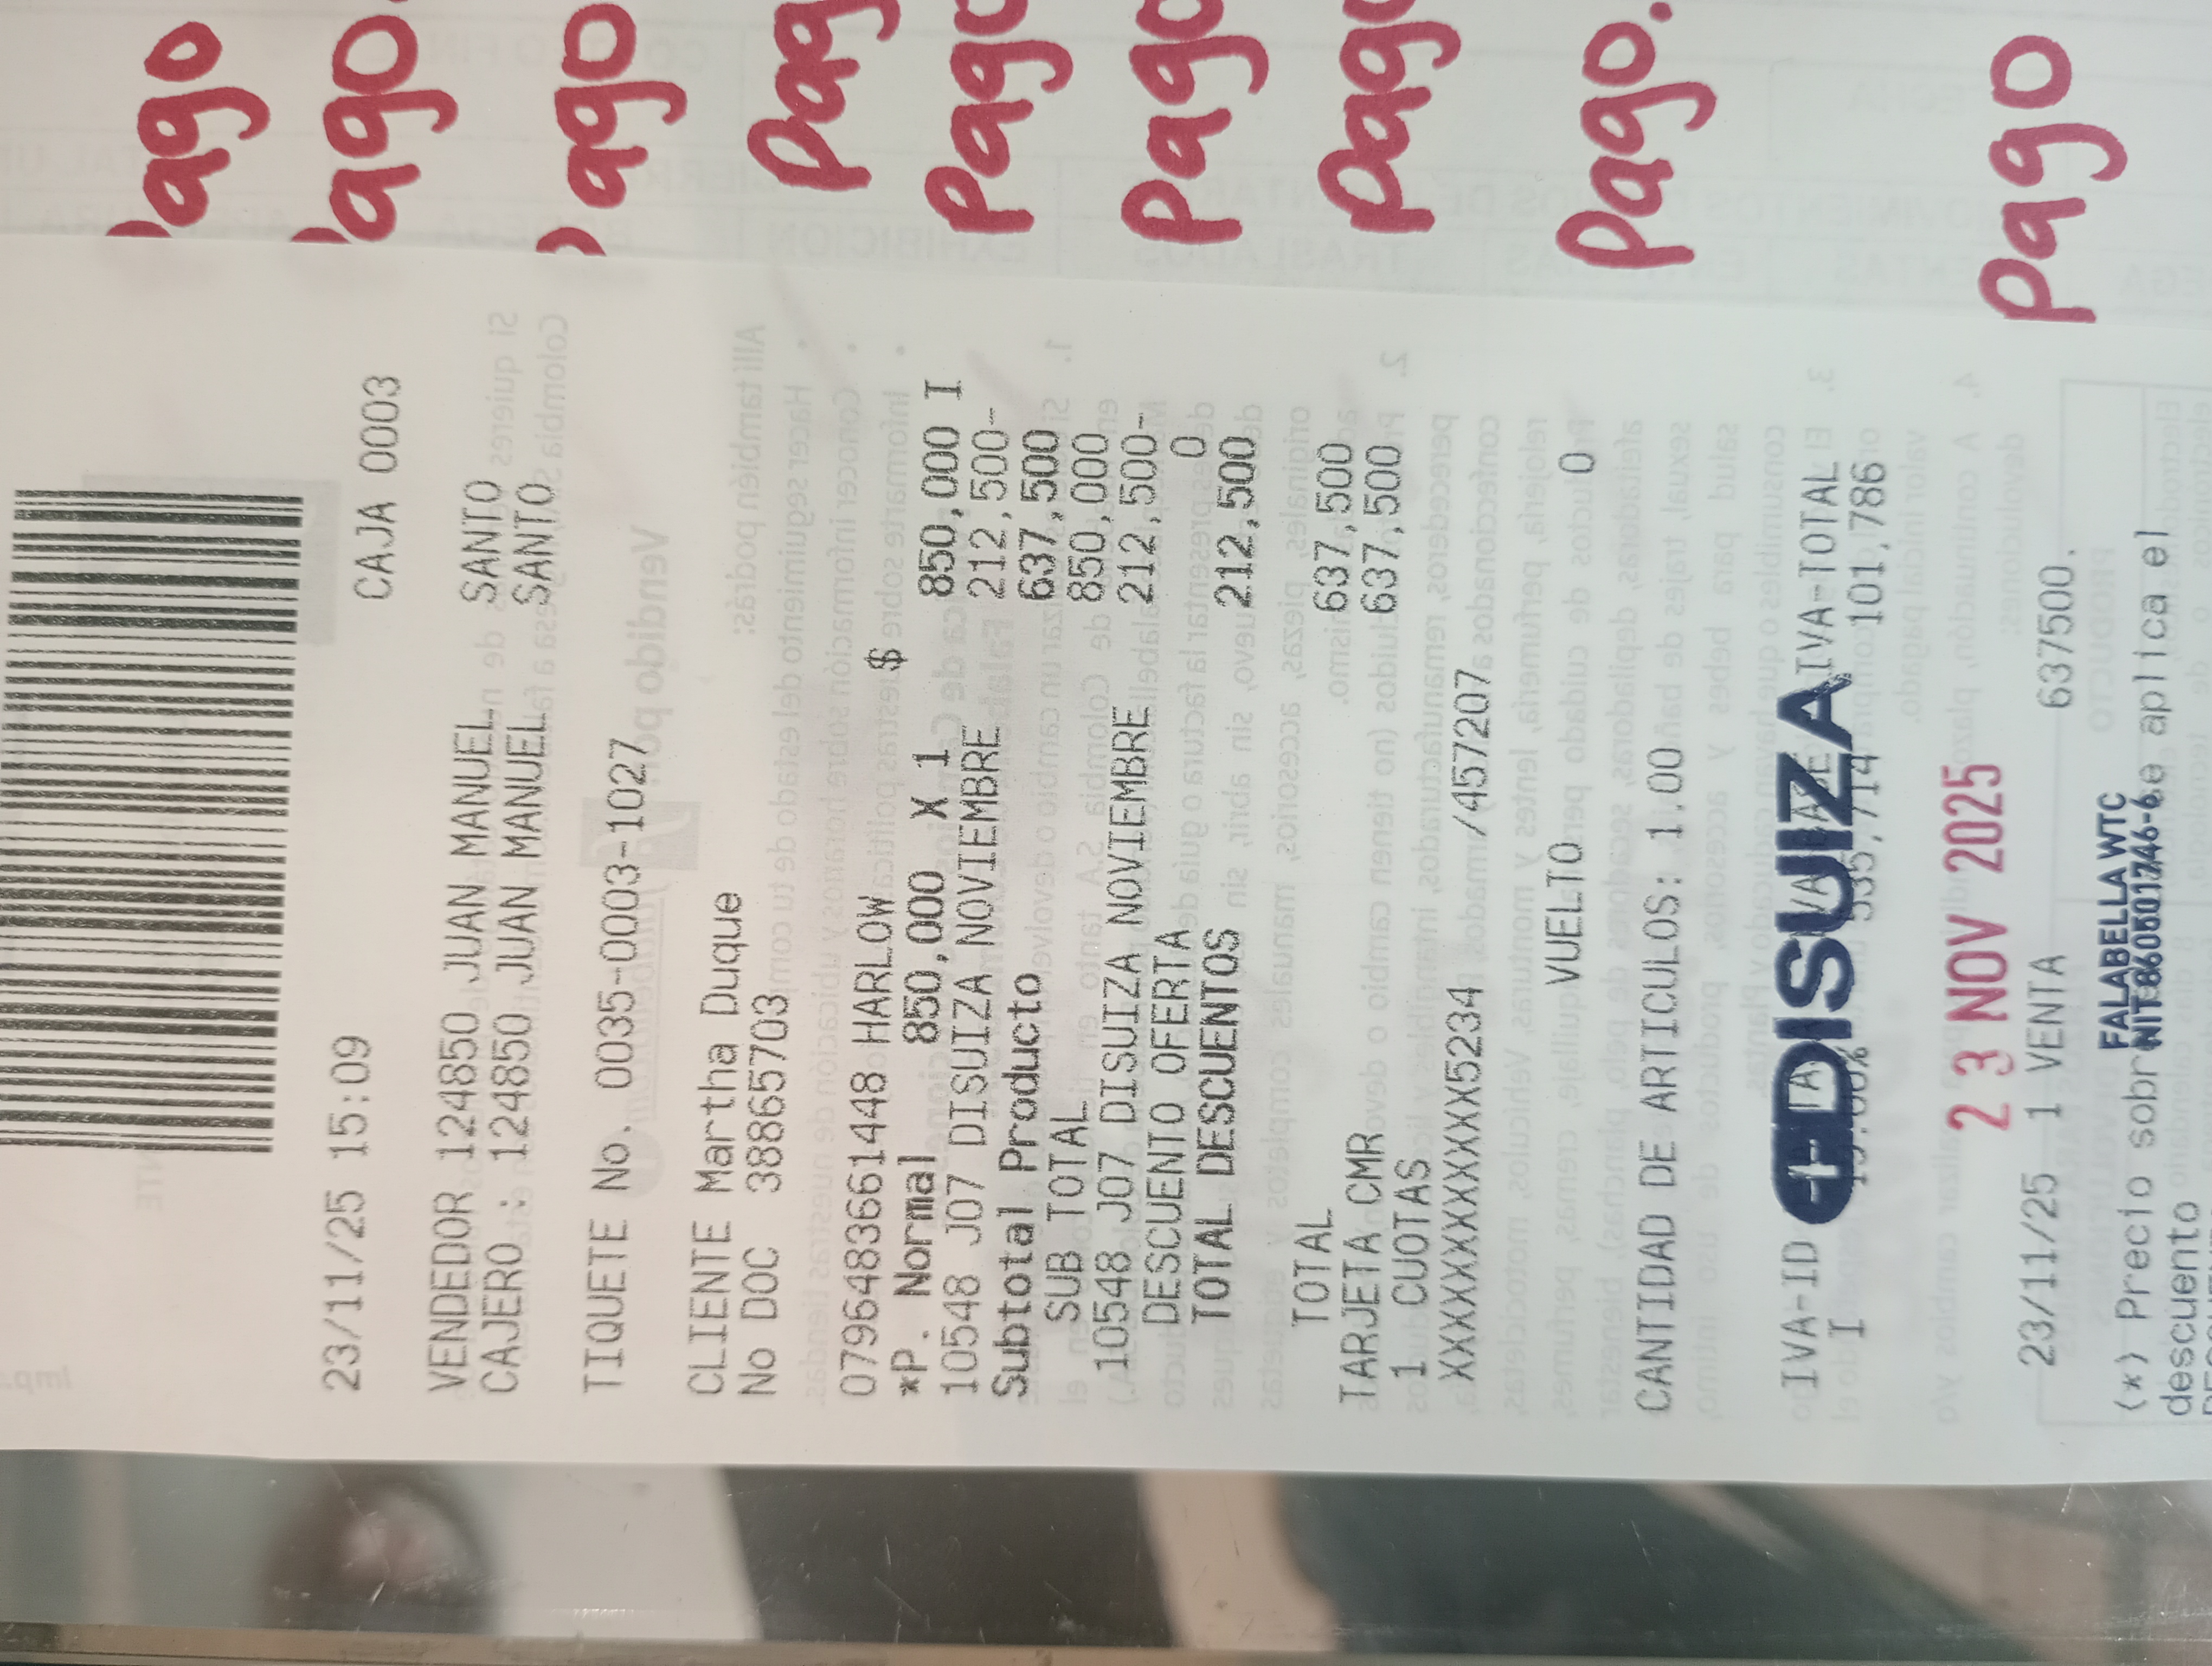 23/11/25 15:09 CAJA 0003
VENDEDOR 124850 JUAN MANUEL SANTO
CAJERO : 124850 JUAN MANUEL SANTO
TIQUETE No. 0035-0003-1027
CLIENTE Martha Duque
No DOC 38865703
0796483661448 HARLOW $
*P. Normal 850,000 X 1 850,000 I
10548 J07 DISUIZA NOVIEMBRE 212,500-
Subtotal Producto 637,500
SUB TOTAL 850,000
10548 J07 DISUIZA NOVIEMBRE 212,500-
DESCUENTO OFERTA 0
TOTAL DESCUENTOS 212,500
TOTAL 637,500
TARJETA CMR 637,500
1 CUOTAS
XXXXXXXXXXXX5234 /457207
VUELTO 0
CANTIDAD DE ARTICULOS: 1.00
IVA-ID IVA-TOTAL
DISUIZA
I 535,714 101,786
23 NOV 2025
23/11/25 1 VENTA 637500.
FALABELLA WTC
(*) Precio sobre se aplica el
descuento
Pago
Pago.
Pago
Pago
Pago
Pago
Pago
Pago.
Pago